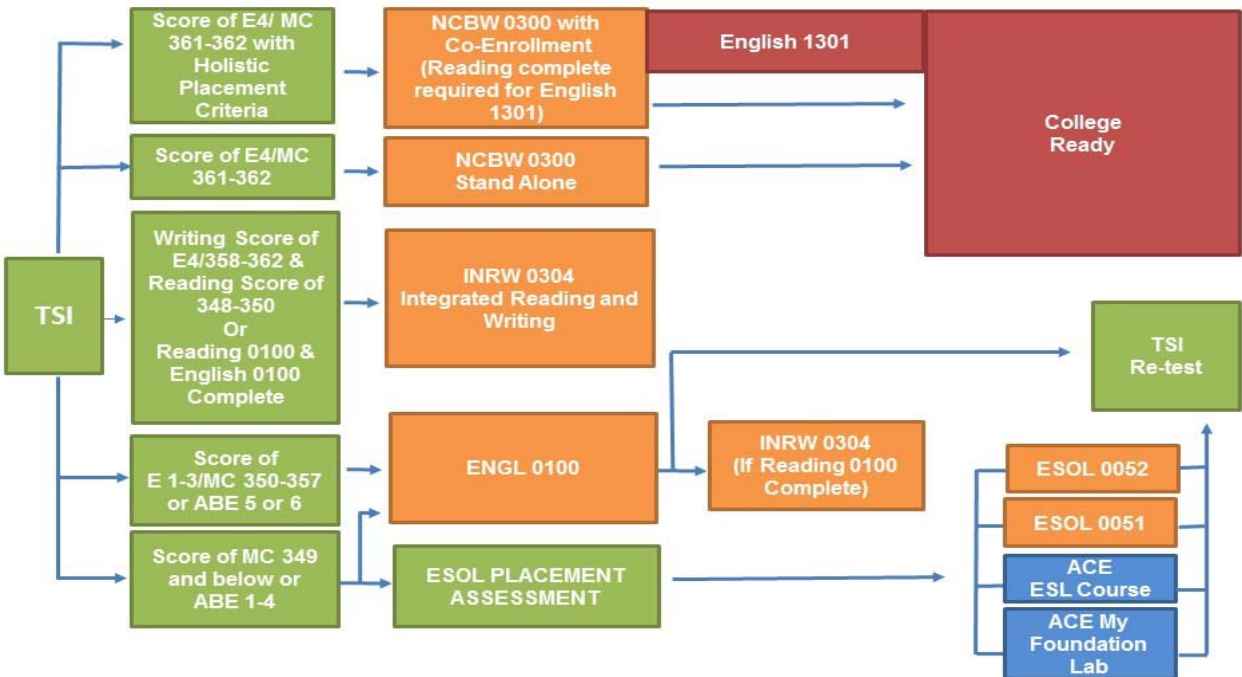 TSI
Score of E4/ MC
361-362 with
Holistic
Placement
Criteria
NCBW 0300 with
Co-Enrollment
(Reading complete
required for English
1301)
English 1301
College
Ready
Score of E4/MC
361-362
NCBW 0300
Stand Alone
Writing Score of
E4/358-362 &
Reading Score of
348-350
Or
Reading 0100 &
English 0100
Complete
INRW 0304
Integrated Reading and
Writing
TSI
Re-test
Score of
E 1-3/MC 350-357
or ABE 5 or 6
ENGL 0100
INRW 0304
(If Reading 0100
Complete)
Score of MC 349
and below or
ABE 1-4
ESOL PLACEMENT
ASSESSMENT
ESOL 0052
ESOL 0051
ACE
ESL Course
ACE My
Foundation
Lab